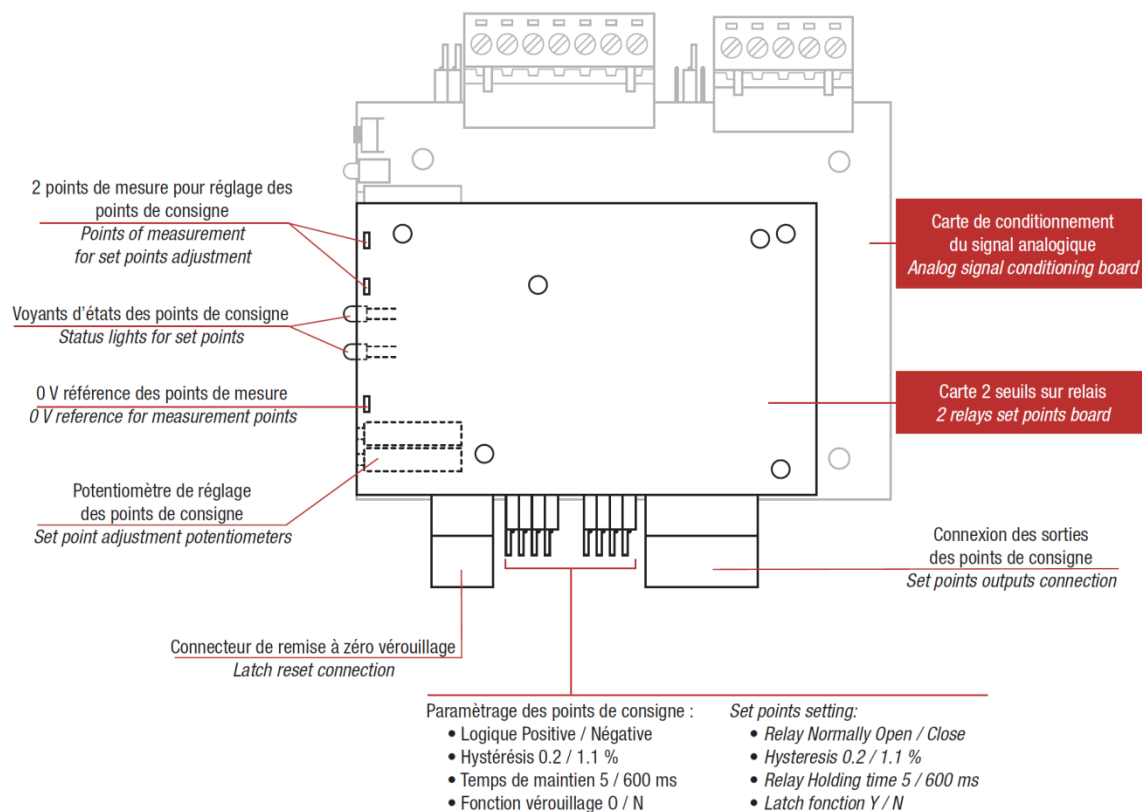 2 points de mesure pour réglage des
points de consigne
Points of measurement
for set points adjustment
Voyants d'états des points de consigne
Status lights for set points
0 V référence des points de mesure
0 V reference for measurement points
Potentiomètre de réglage
des points de consigne
Set point adjustment potentiometers
Connecteur de remise à zéro vérouillage
Latch reset connection
Carte de conditionnement
du signal analogique
Analog signal conditioning board
Carte 2 seuils sur relais
2 relays set points board
Connexion des sorties
des points de consigne
Set points outputs connection
Paramètrage des points de consigne :
• Logique Positive / Négative
• Hystérésis 0.2 / 1.1 %
• Temps de maintien 5 / 600 ms
• Fonction vérouillage O / N
Set points setting:
• Relay Normally Open / Close
• Hysteresis 0.2 / 1.1 %
• Relay Holding time 5 / 600 ms
• Latch fonction Y / N